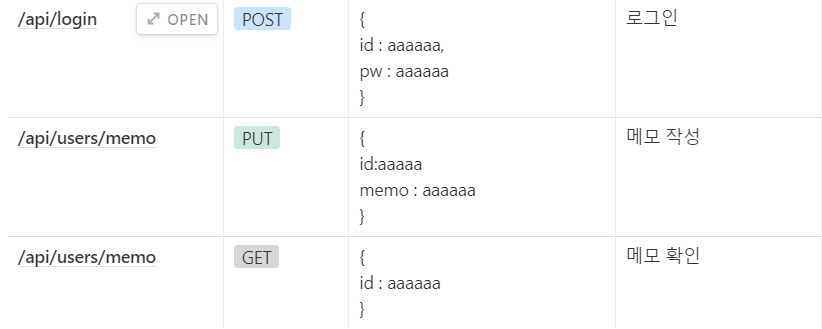 /api/login OPEN POST { 로그인
id : aaaaaa,
pw : aaaaaa
}
/api/users/memo PUT { 메모 작성
id:aaaaa
memo : aaaaaa
}
/api/users/memo GET { 메모 확인
id : aaaaaa
}